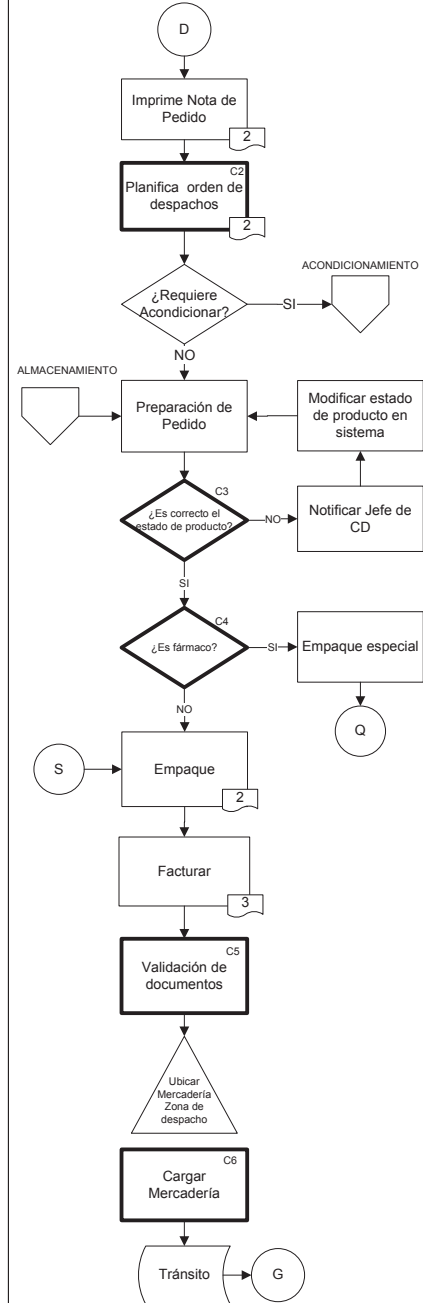 D
Imprime Nota de
Pedido
2
C2
Planifica orden de
despachos
2
¿Requiere
Acondicionar?
SI
ACONDICIONAMIENTO
NO
ALMACENAMIENTO
Preparación de
Pedido
Modificar estado
de producto en
sistema
C3
¿Es correcto el
estado de producto?
NO
Notificar Jefe de
CD
SI
C4
¿Es fármaco?
SI
Empaque especial
NO
Q
S
Empaque
2
Facturar
3
C5
Validación de
documentos
Ubicar
Mercadería
Zona de
despacho
C6
Cargar
Mercadería
Tránsito
G